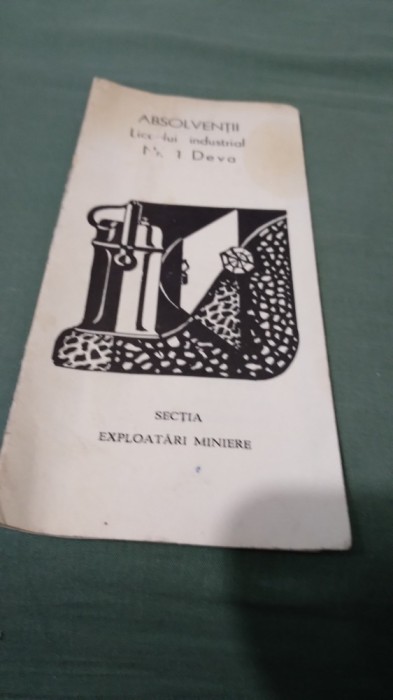 ABSOLVENȚII
Liceului industrial
Nr. 1 Deva
SECȚIA
EXPLOATĂRI MINIERE